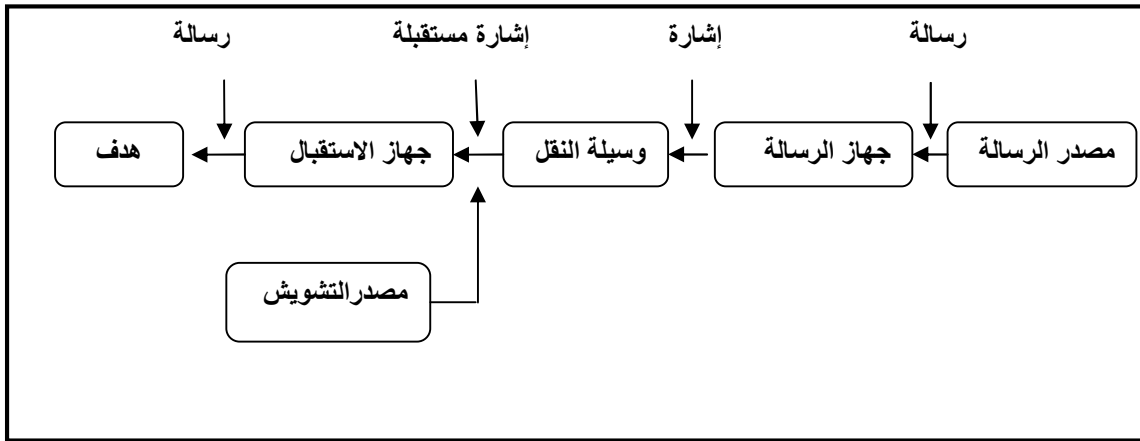 رسالة
إشارة
إشارة مستقبلة
رسالة
مصدر الرسالة
جهاز الرسالة
وسيلة النقل
جهاز الاستقبال
هدف
مصدرالتشويش